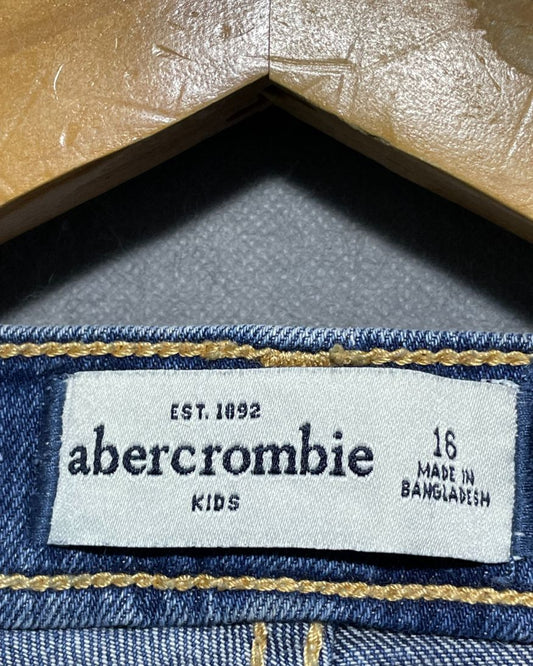 EST. 1892
abercrombie
KIDS
16
MADE IN
BANGLADESH